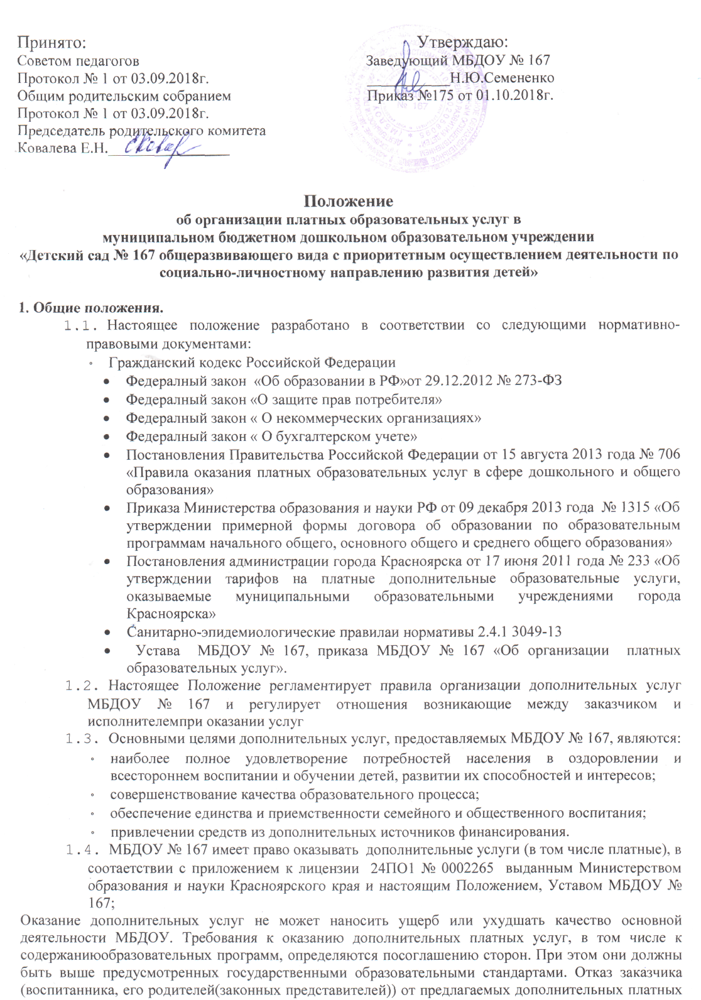 Принято:
Советом педагогов
Протокол № 1 от 03.09.2018г.
Общим родительским собранием
Протокол № 1 от 03.09.2018г.
Председатель родительского комитета
Ковалева Е.Н.
Утверждаю:
Заведующий МБДОУ № 167
Н.Ю.Семененко
Приказ №175 от 01.10.2018г.
№ 167
Положение
об организации платных образовательных услуг в
муниципальном бюджетном дошкольном образовательном учреждении
«Детский сад № 167 общеразвивающего вида с приоритетным осуществлением деятельности по
социально-личностному направлению развития детей»
1. Общие положения.
1.1. Настоящее положение разработано в соответствии со следующими нормативно-
правовыми документами:
◦ Гражданский кодекс Российской Федерации
• Федералный закон «Об образовании в РФ»от 29.12.2012 № 273-ФЗ
• Федералный закон «О защите прав потребителя»
• Федералный закон « О некоммерческих организациях»
• Федералный закон « О бухгалтерском учете»
• Постановления Правительства Российской Федерации от 15 августа 2013 года № 706
«Правила оказания платных образовательных услуг в сфере дошкольного и общего
образования»
• Приказа Министерства образования и науки РФ от 09 декабря 2013 года № 1315 «Об
утверждении примерной формы договора об образовании по образовательным
программам начального общего, основного общего и среднего общего образования»
• Постановления администрации города Красноярска от 17 июня 2011 года № 233 «Об
утверждении тарифов на платные дополнительные образовательные услуги,
оказываемые муниципальными образовательными учреждениями города
Красноярска»
• Санитарно-эпидемиологические правилаи нормативы 2.4.1 3049-13
• Устава МБДОУ № 167, приказа МБДОУ № 167 «Об организации платных
образовательных услуг».
1.2. Настоящее Положение регламентирует правила организации дополнительных услуг
МБДОУ № 167 и регулирует отношения возникающие между заказчиком и
исполнителемпри оказании услуг
1.3. Основными целями дополнительных услуг, предоставляемых МБДОУ № 167, являются:
◦ наиболее полное удовлетворение потребностей населения в оздоровлении и
всестороннем воспитании и обучении детей, развитии их способностей и интересов;
◦ совершенствование качества образовательного процесса;
◦ обеспечение единства и приемственности семейного и общественного воспитания;
◦ привлечении средств из дополнительных источников финансирования.
1.4. МБДОУ № 167 имеет право оказывать дополнительные услуги (в том числе платные), в
соотаетствии с приложением к лицензии 24ПО1 № 0002265 выданным Министерством
образования и науки Красноярского края и настоящим Положением, Уставом МБДОУ №
167;
Оказание дополнительных услуг не может наносить ущерб или ухудшать качество основной
деятельности МБДОУ. Требования к оказанию дополнительных платных услуг, в том числе к
содержаниюобразовательных программ, определяются посоглашению сторон. При этом они должны
быть выше предусмотренных государственными образовательными стандартами. Отказ заказчика
(воспитанника, его родителей(законных представителей)) от предлагаемых дополнительных платных